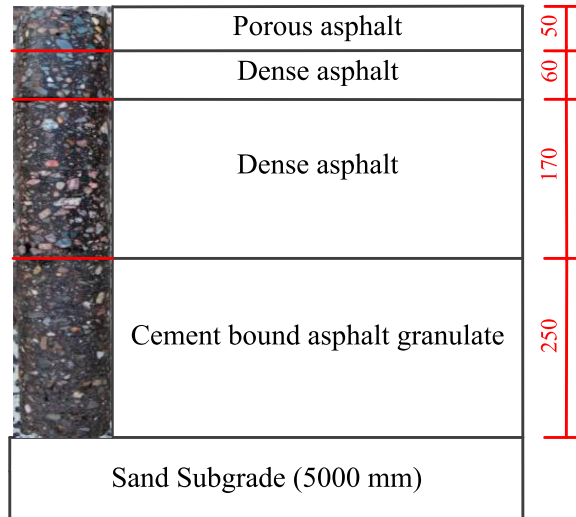 Porous asphalt
50
Dense asphalt
60
Dense asphalt
170
Cement bound asphalt granulate
250
Sand Subgrade (5000 mm)